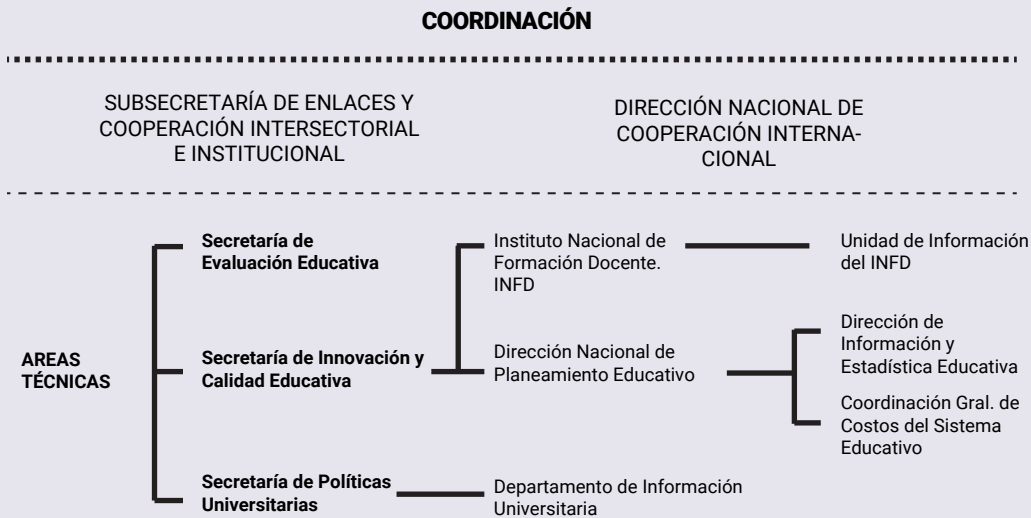 COORDINACIÓN
SUBSECRETARÍA DE ENLACES Y
COOPERACIÓN INTERSECTORIAL
E INSTITUCIONAL
DIRECCIÓN NACIONAL DE
COOPERACIÓN INTERNA-
CIONAL
AREAS
TÉCNICAS
Secretaría de
Evaluación Educativa
Secretaría de Innovación y
Calidad Educativa
Instituto Nacional de
Formación Docente.
INFD
Unidad de Información
del INFD
Dirección Nacional de
Planeamiento Educativo
Dirección de
Información y
Estadística Educativa
Coordinación Gral. de
Costos del Sistema
Educativo
Secretaría de Políticas
Universitarias
Departamento de Información
Universitaria